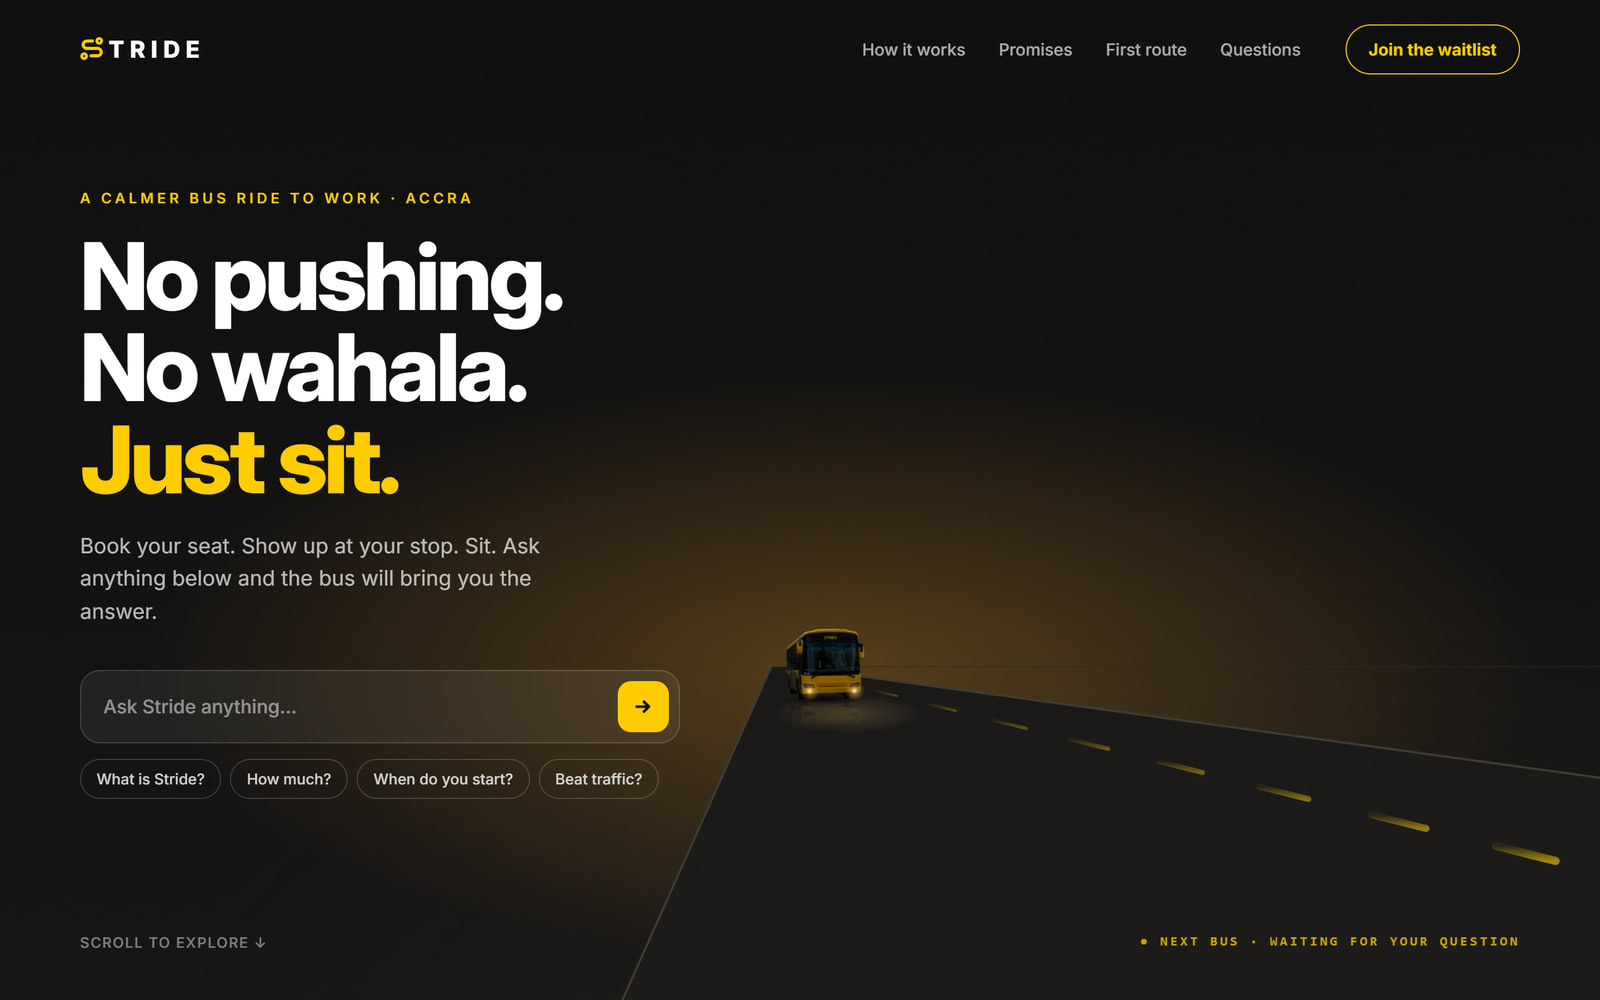 STRIDE
How it works
Promises
First route
Questions
Join the waitlist
A CALMER BUS RIDE TO WORK · ACCRA
No pushing.
No wahala.
Just sit.
Book your seat. Show up at your stop. Sit. Ask
anything below and the bus will bring you the
answer.
Ask Stride anything...
What is Stride?
How much?
When do you start?
Beat traffic?
SCROLL TO EXPLORE ↓
NEXT BUS · WAITING FOR YOUR QUESTION